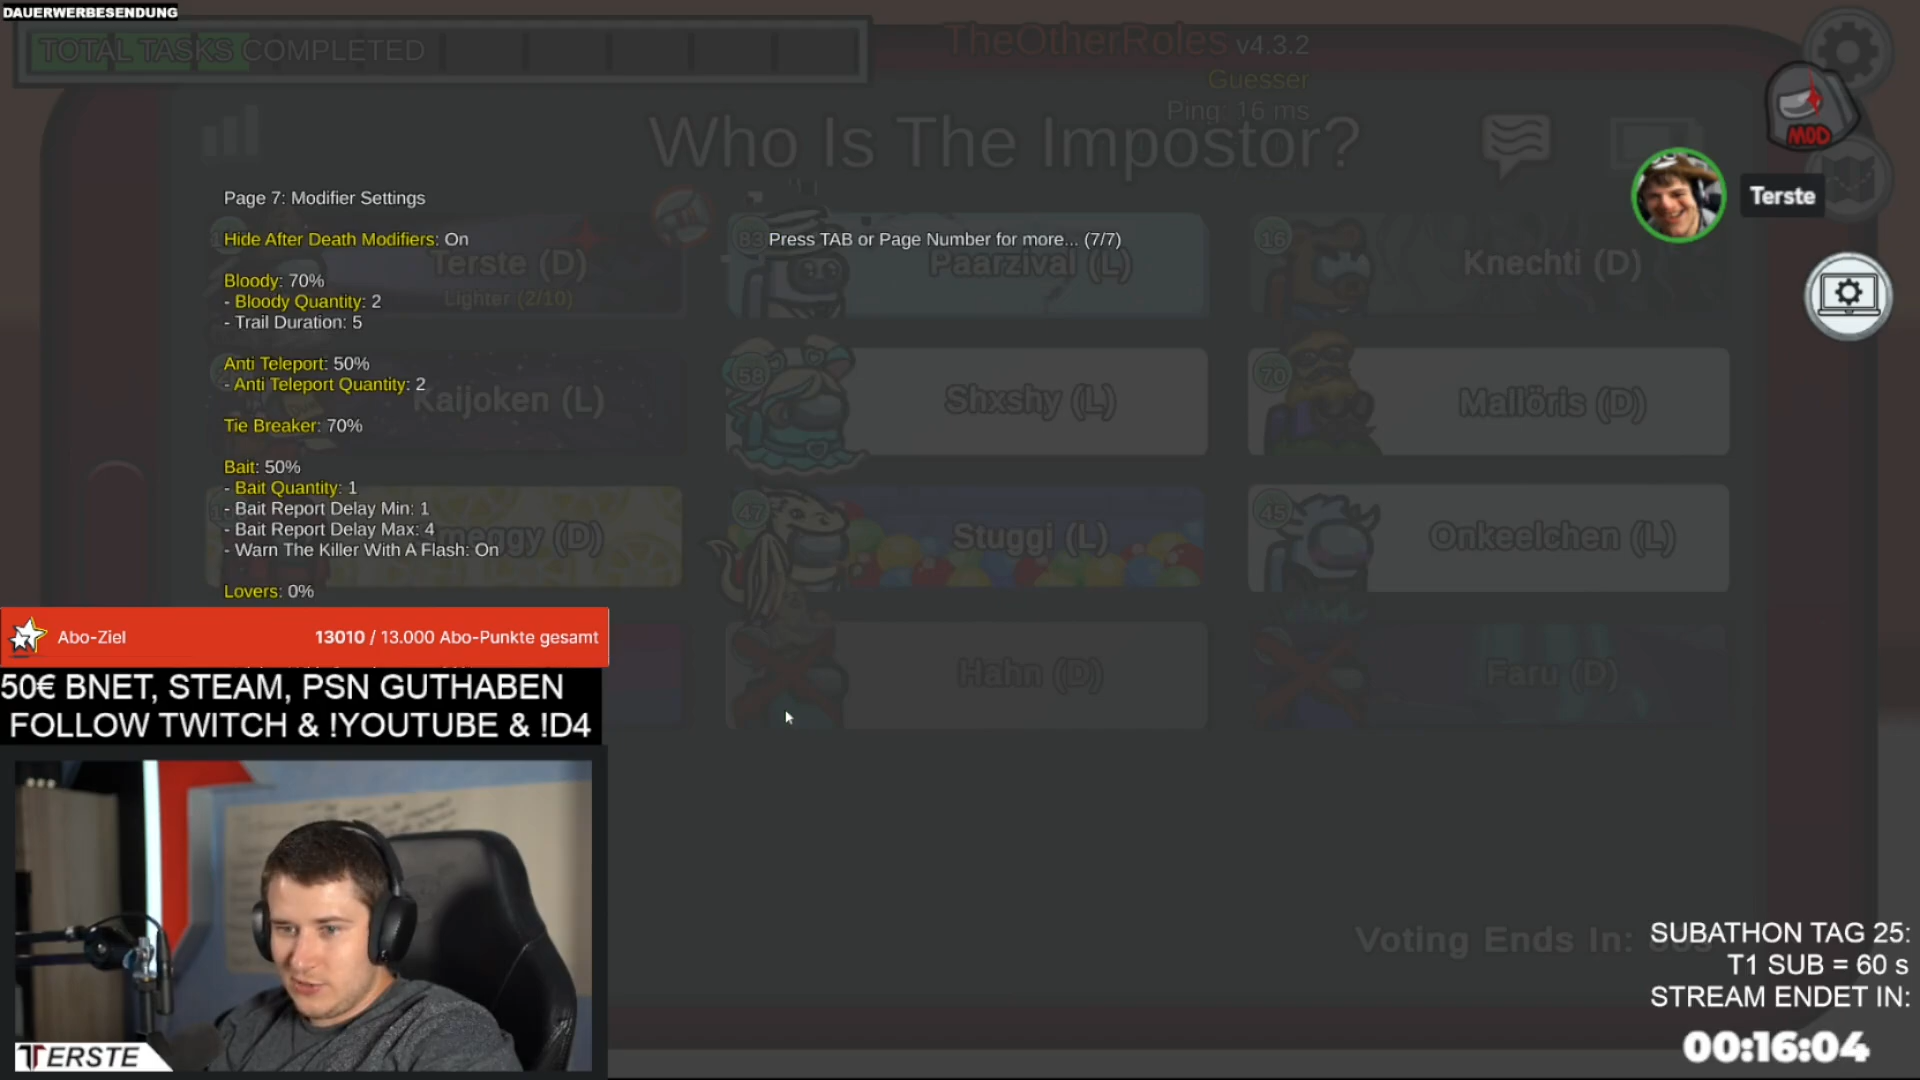 DAUERWERBESENDUNG
TOTAL TASKS COMPLETED
TheOtherRoles v4.3.2
Guesser
Ping: 16 ms
Who Is The Impostor?
MOD
Terste
Page 7: Modifier Settings
Hide After Death Modifiers: On
Press TAB or Page Number for more... (7/7)
Terste (D)
Lighter (2/10)
83
Paarzival (L)
16
Knechti (D)
Bloody: 70%
- Bloody Quantity: 2
- Trail Duration: 5
Anti Teleport: 50%
- Anti Teleport Quantity: 2
Kaijoken (L)
58
Shxshy (L)
70
Mallöris (D)
Tie Breaker: 70%
Bait: 50%
- Bait Quantity: 1
- Bait Report Delay Min: 1
- Bait Report Delay Max: 4
- Warn The Killer With A Flash: On
(D)
47
Stuggi (L)
45
Onkeelchen (L)
Lovers: 0%
Abo-Ziel
13010 / 13.000 Abo-Punkte gesamt
Hahn (D)
Faru (D)
50€ BNET, STEAM, PSN GUTHABEN
FOLLOW TWITCH & !YOUTUBE & !D4
Voting Ends In:
SUBATHON TAG 25:
T1 SUB = 60 s
STREAM ENDET IN:
00:16:04
TERSTE